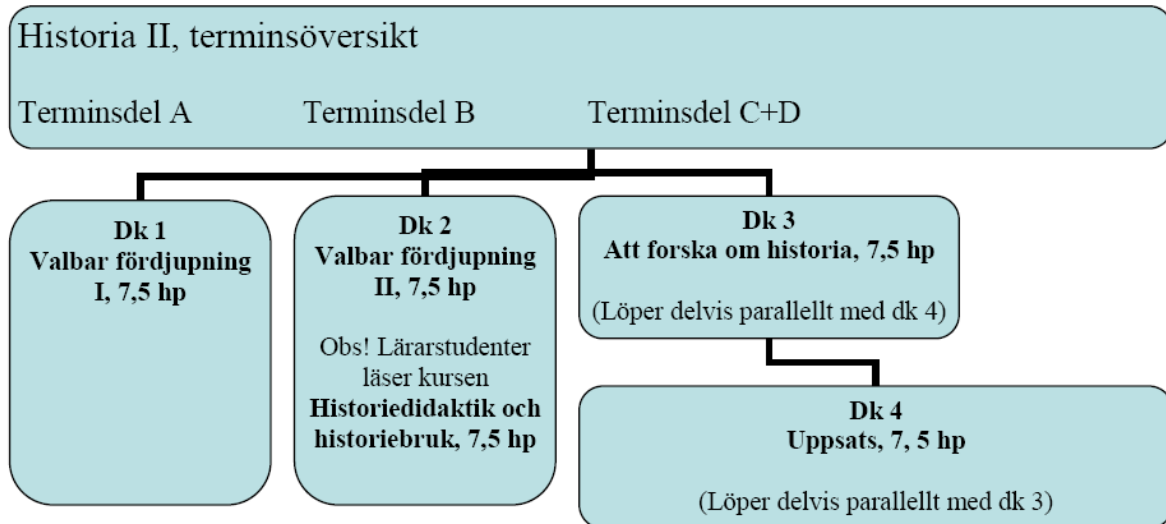 Historia II, terminsöversikt
Terminsdel A Terminsdel B Terminsdel C+D
Dk 1
Valbar fördjupning
I, 7,5 hp
Dk 2
Valbar fördjupning
II, 7,5 hp
Obs! Lärarstudenter
läser kursen
Historiedidaktik och
historiebruk, 7,5 hp
Dk 3
Att forska om historia, 7,5 hp
(Löper delvis parallellt med dk 4)
Dk 4
Uppsats, 7, 5 hp
(Löper delvis parallellt med dk 3)